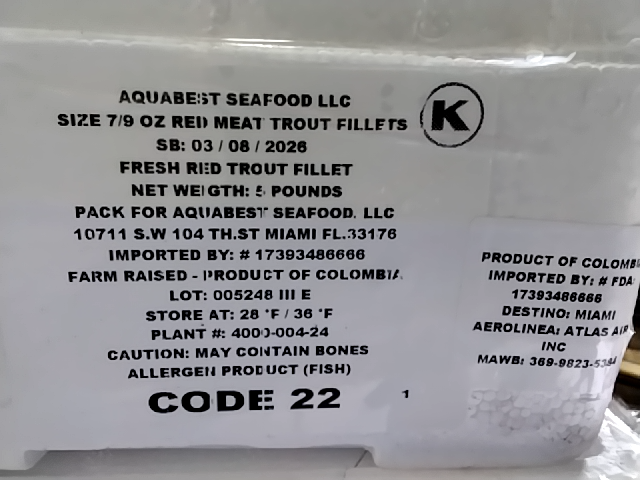 AQUABEST SEAFOOD LLC
SIZE 7/9 OZ RED MEAT TROUT FILLETS
K
SB: 03 / 08 / 2026
FRESH RED TROUT FILLET
NET WEIGTH: 5 POUNDS
PACK FOR AQUABEST SEAFOOD. LLC
10711 S.W 104 TH.ST MIAMI FL.33176
IMPORTED BY: # 17393486666
FARM RAISED - PRODUCT OF COLOMBIA
LOT: 005248 III E
STORE AT: 28 °F / 36 °F
PLANT #: 4000-004-24
CAUTION: MAY CONTAIN BONES
ALLERGEN PRODUCT (FISH)
CODE 22
1
PRODUCT OF COLOMBI
IMPORTED BY: # FDA:
17393486666
DESTINO: MIAMI
AEROLINEA: ATLAS AIR
INC
MAWB: